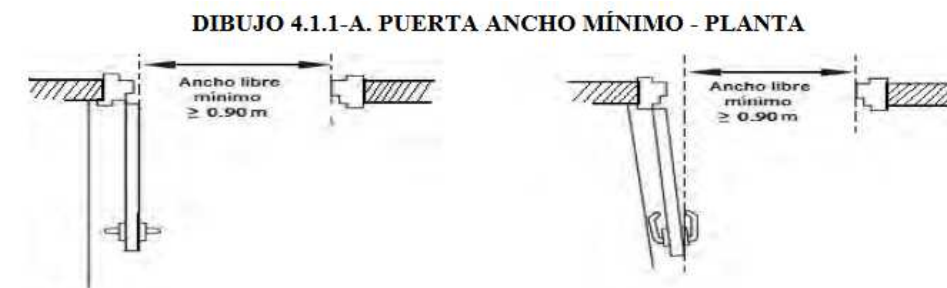 DIBUJO 4.1.1-A. PUERTA ANCHO MÍNIMO - PLANTA
Ancho libre
mínimo
≥ 0.90 m
Ancho libre
mínimo
≥ 0.90 m